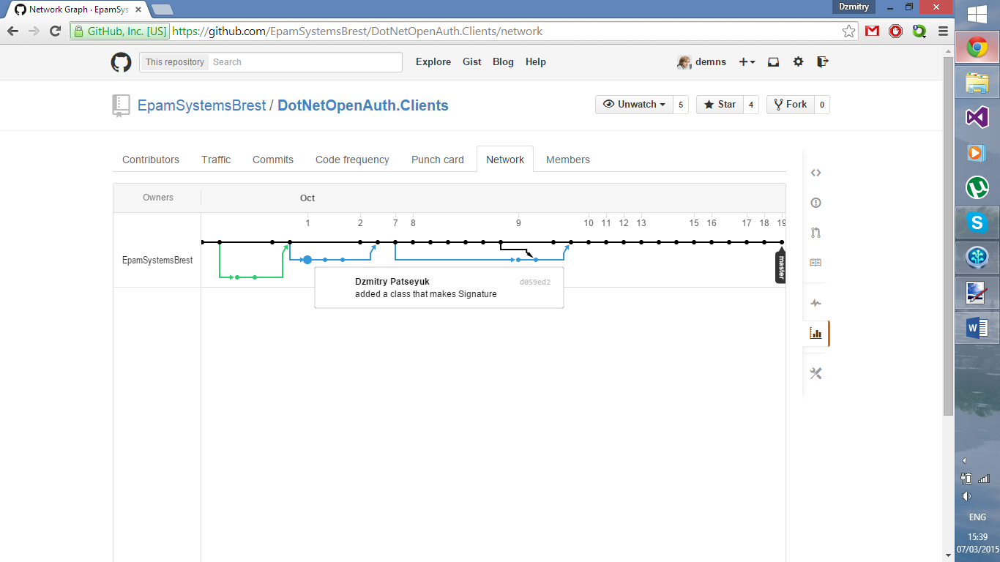 Network Graph · EpamSys
Dzmitry
GitHub, Inc. [US] https://github.com/EpamSystemsBrest/DotNetOpenAuth.Clients/network
This repository Search Explore Gist Blog Help demns
EpamSystemsBrest / DotNetOpenAuth.Clients Unwatch 5 Star 4 Fork 0
Contributors Traffic Commits Code frequency Punch card Network Members
Owners Oct
1 2 7 8 9 10 11 12 13 15 16 17 18 19
EpamSystemsBrest
master
Dzmitry Patseyuk d059ed2
added a class that makes Signature
ENG
15:39
07/03/2015